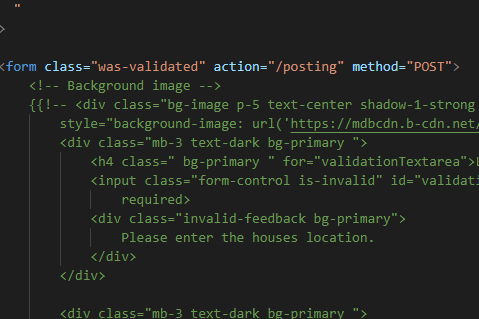 "
>
<form class="was-validated" action="/posting" method="POST">
<!-- Background image -->
{{!-- <div class="bg-image p-5 text-center shadow-1-strong
style="background-image: url('https://mdbcdn.b-cdn.net/
<div class="mb-3 text-dark bg-primary ">
<h4 class=" bg-primary " for="validationTextarea">L
<input class="form-control is-invalid" id="validati
required>
<div class="invalid-feedback bg-primary">
Please enter the houses location.
</div>
</div>
<div class="mb-3 text-dark bg-primary ">